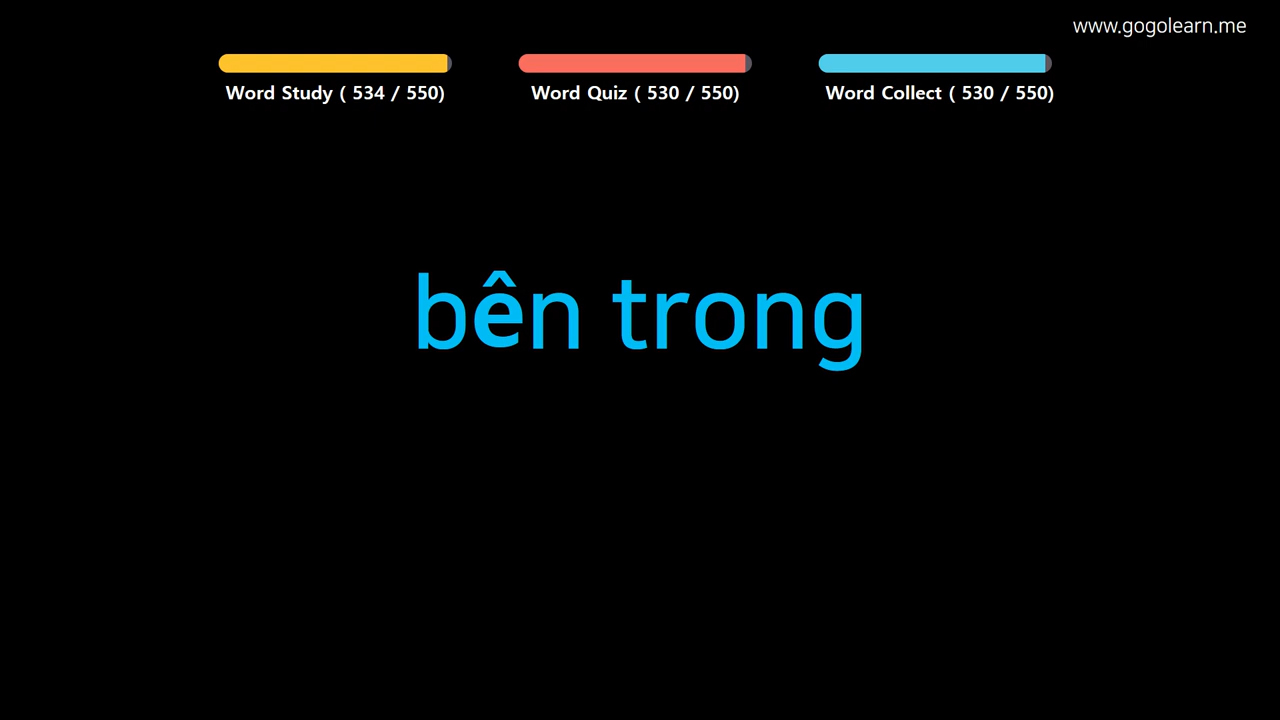 www.gogolearn.me
Word Study ( 534 / 550)
Word Quiz ( 530 / 550)
Word Collect ( 530 / 550)
bên trong